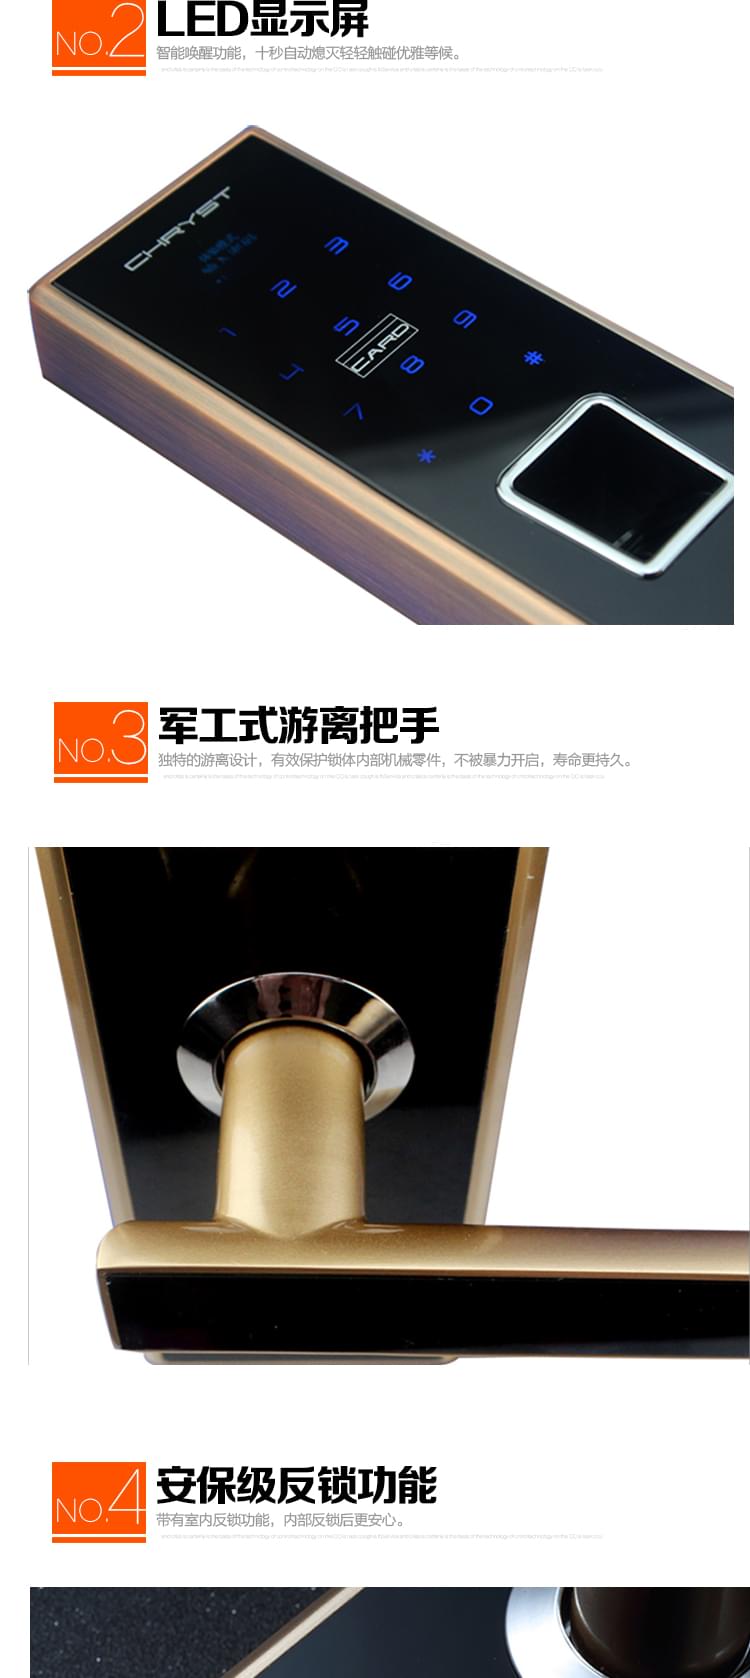 NO.2
LED显示屏
智能唤醒功能，十秒自动熄灭轻轻触碰优雅等候。
CHRYST
1 2 3
4 5 6
CARD
7 8 9
* 0 #
NO.3
军工式游离把手
独特的游离设计，有效保护锁体内部机械零件，不被暴力开启，寿命更持久。
NO.4
安保级反锁功能
带有室内反锁功能，内部反锁后更安心。